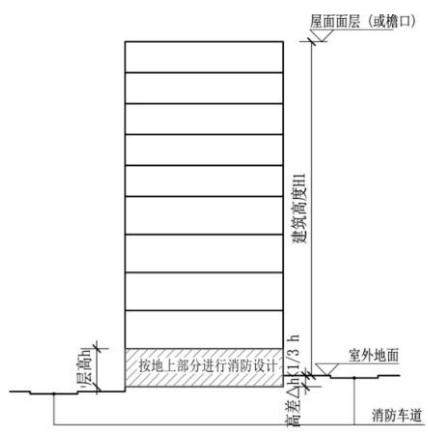 屋面面层（或檐口）
建筑高度H1
室外地面
按地上部分进行消防设计
层高h
高差△h≤1/3 h
消防车道